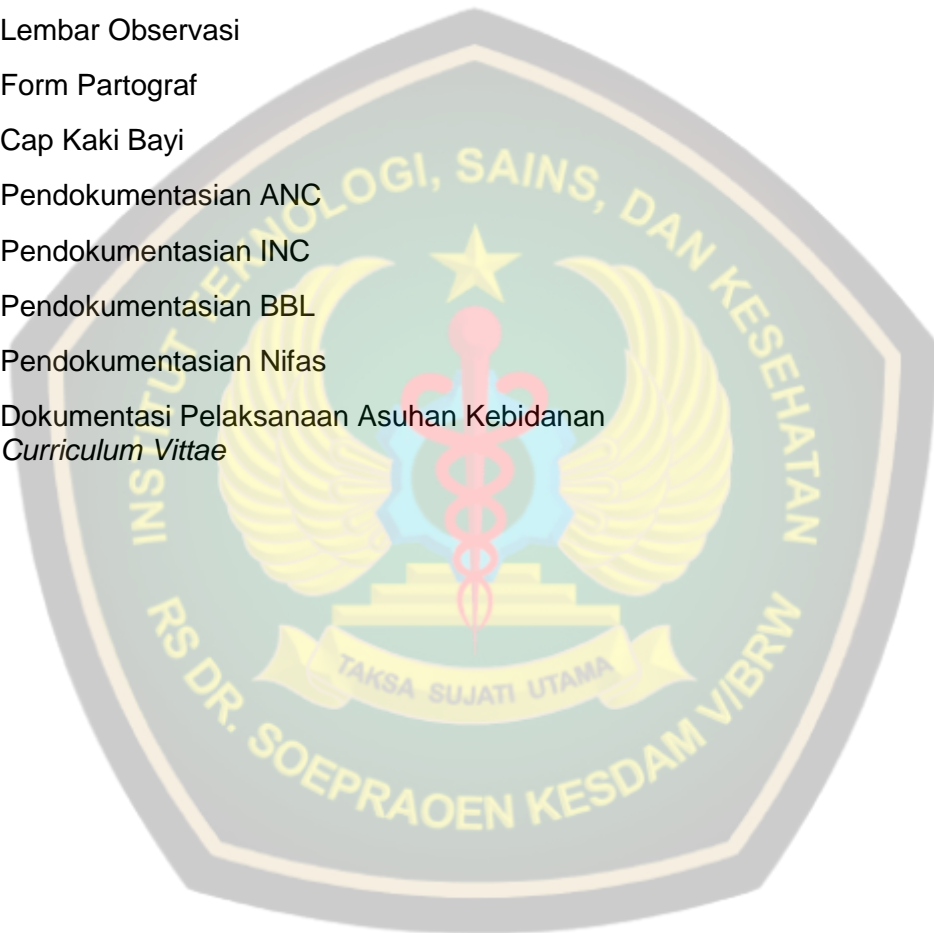 Lembar Observasi
Form Partograf
Cap Kaki Bayi
Pendokumentasian ANC
Pendokumentasian INC
Pendokumentasian BBL
Pendokumentasian Nifas
Dokumentasi Pelaksanaan Asuhan Kebidanan
Curriculum Vittae
INSTITUT TEKNOLOGI, SAINS, DAN KESEHATAN
TAKSA SUJATI UTAMA
RS DR. SOEPRAOEN KESDAM V/BRW